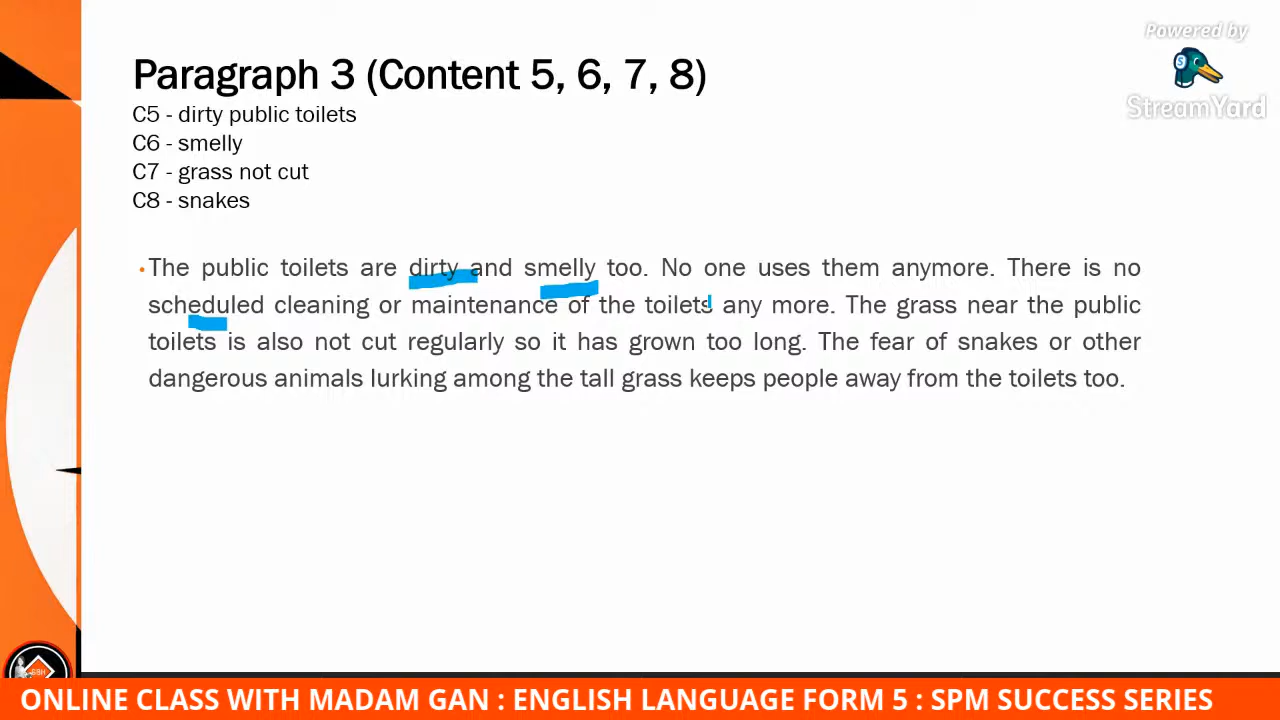 Powered by
StreamYard
Paragraph 3 (Content 5, 6, 7, 8)
C5 - dirty public toilets
C6 - smelly
C7 - grass not cut
C8 - snakes
• The public toilets are dirty and smelly too. No one uses them anymore. There is no
scheduled cleaning or maintenance of the toilets any more. The grass near the public
toilets is also not cut regularly so it has grown too long. The fear of snakes or other
dangerous animals lurking among the tall grass keeps people away from the toilets too.
ONLINE CLASS WITH MADAM GAN : ENGLISH LANGUAGE FORM 5 : SPM SUCCESS SERIES